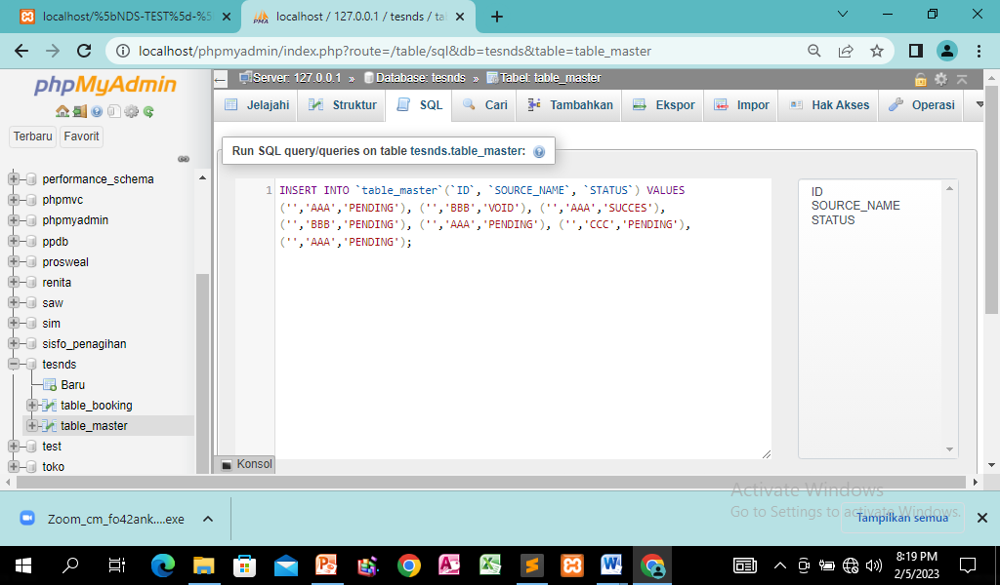 localhost/%5bNDS-TEST%5d-%5
localhost / 127.0.0.1 / tesnds / ta
localhost/phpmyadmin/index.php?route=/table/sql&db=tesnds&table=table_master
phpMyAdmin
Terbaru
Favorit
performance_schema
phpmvc
phpmyadmin
ppdb
prosweal
renita
saw
sim
sisfo_penagihan
tesnds
Baru
table_booking
table_master
test
toko
Server: 127.0.0.1 » Database: tesnds » Tabel: table_master
Jelajahi
Struktur
SQL
Cari
Tambahkan
Ekspor
Impor
Hak Akses
Operasi
Run SQL query/queries on table tesnds.table_master:
1 INSERT INTO `table_master`(`ID`, `SOURCE_NAME`, `STATUS`) VALUES
('','AAA','PENDING'), ('','BBB','VOID'), ('','AAA','SUCCES'),
('','BBB','PENDING'), ('','AAA','PENDING'), ('','CCC','PENDING'),
('','AAA','PENDING');
ID
SOURCE_NAME
STATUS
Konsol
Activate Windows
Go to Settings to activate Windows.
Zoom_cm_fo42ank....exe
Tampilkan semua
8:19 PM
2/5/2023